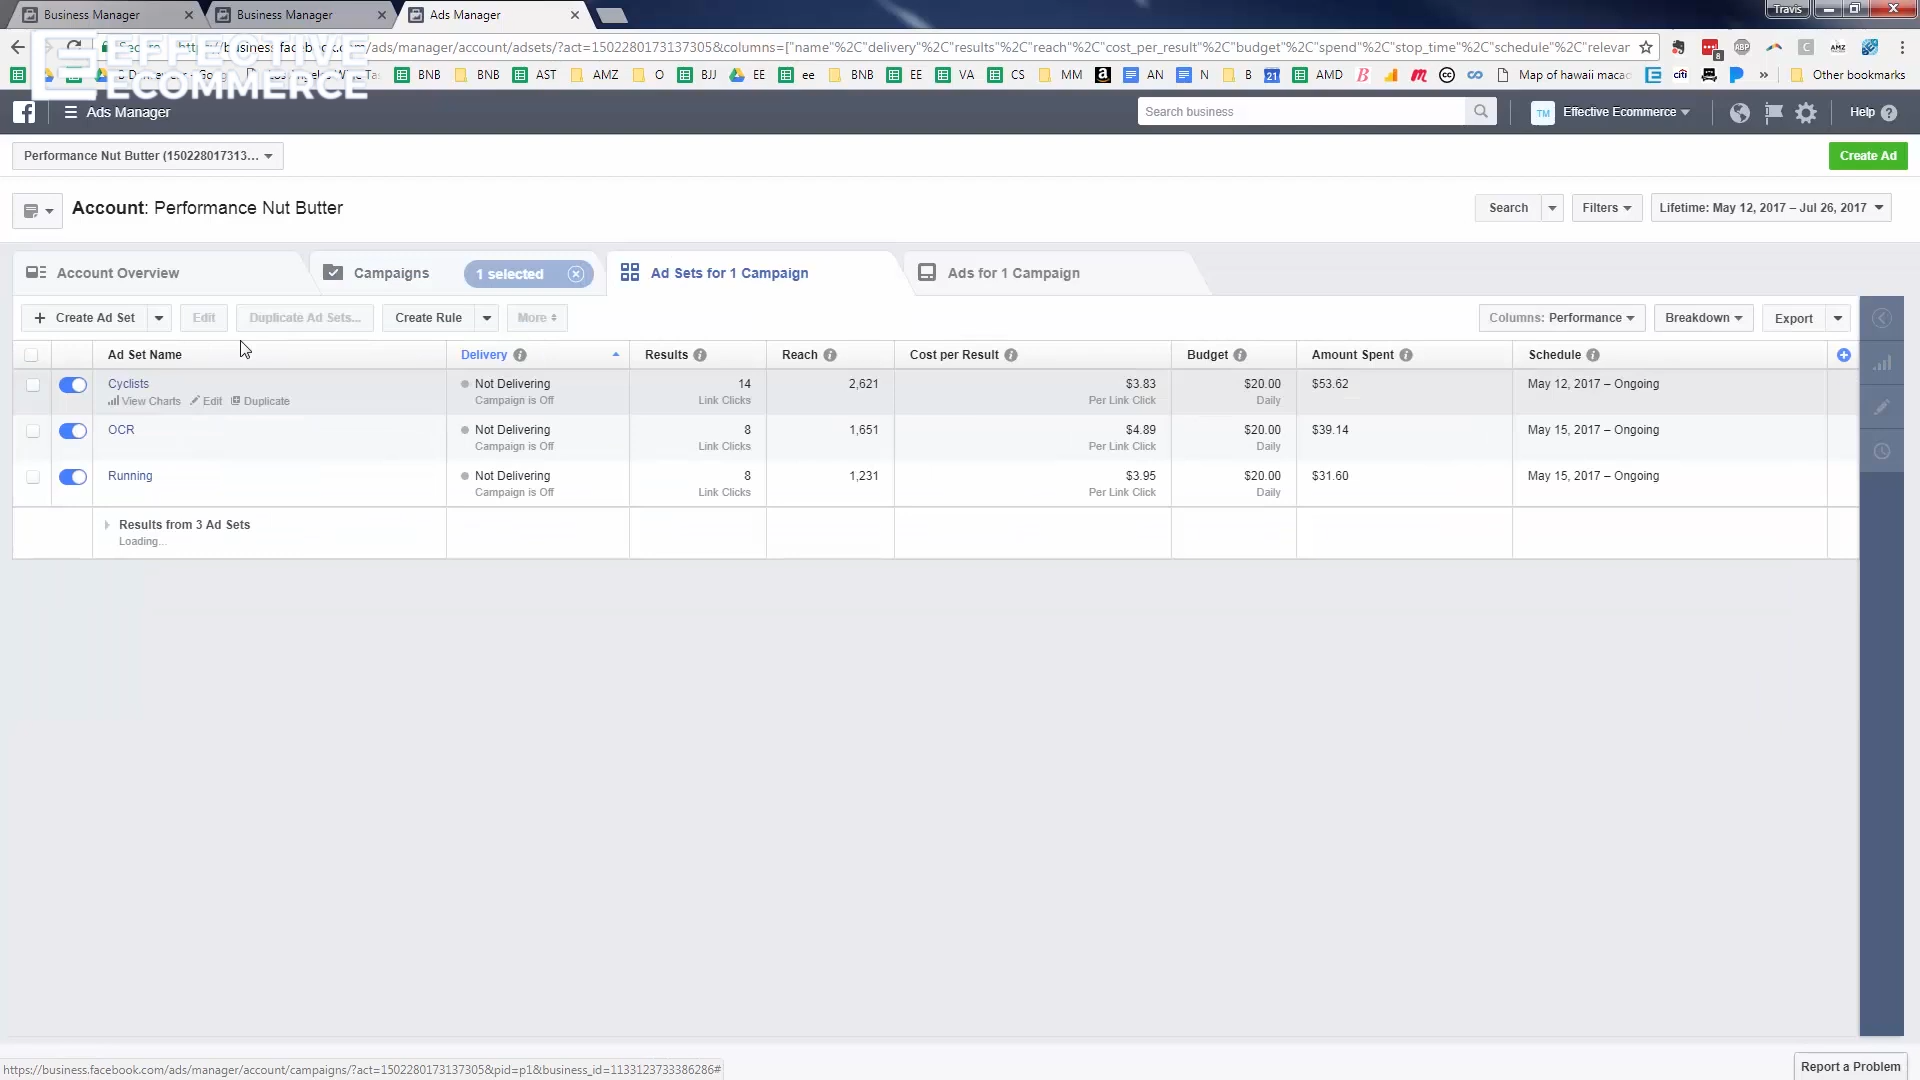 Business Manager
Business Manager
Ads Manager
Travis
EFFECTIVE
ECOMMERCE
/ads/manager/account/adsets/?act=1502280173137305&columns=["name"%2C"delivery"%2C"results"%2C"reach"%2C"cost_per_result"%2C"budget"%2C"spend"%2C"stop_time"%2C"schedule"%2C"relevar
BNB BNB AST AMZ O BJJ EE ee BNB EE VA CS MM AN N B 21 AMD Map of hawaii macac citi » Other bookmarks
Ads Manager
Search business
TM Effective Ecommerce
Help
Performance Nut Butter (150228017313...
Create Ad
Account: Performance Nut Butter
Search
Filters
Lifetime: May 12, 2017 – Jul 26, 2017
Account Overview
Campaigns
1 selected
Ad Sets for 1 Campaign
Ads for 1 Campaign
+ Create Ad Set
Edit
Duplicate Ad Sets...
Create Rule
More
Columns: Performance
Breakdown
Export
Ad Set Name Delivery Results Reach Cost per Result Budget Amount Spent Schedule
Cyclists Not Delivering 14 2,621 $3.83 $20.00 $53.62 May 12, 2017 – Ongoing
View Charts Edit Duplicate Campaign is Off Link Clicks Per Link Click Daily
OCR Not Delivering 8 1,651 $4.89 $20.00 $39.14 May 15, 2017 – Ongoing
Campaign is Off Link Clicks Per Link Click Daily
Running Not Delivering 8 1,231 $3.95 $20.00 $31.60 May 15, 2017 – Ongoing
Campaign is Off Link Clicks Per Link Click Daily
Results from 3 Ad Sets
Loading...
https://business.facebook.com/ads/manager/account/campaigns/?act=1502280173137305&pid=p1&business_id=1133123733386286#
Report a Problem